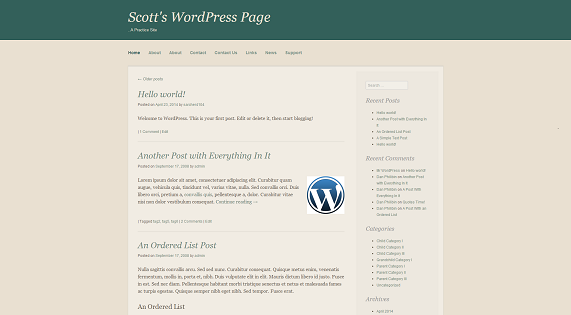 Scott's WordPress Page
A Practice Site
Home About About Contact Contact Us Links News Support
← Older posts
Hello world!
Posted on April 23, 2014 by
Welcome to WordPress. This is your first post. Edit or delete it, then start blogging!
| 1 Comment | Edit
Another Post with Everything In It
Posted on September 17, 2008 by admin
Lorem ipsum dolor sit amet, consectetuer adipiscing elit. Curabitur quam
augue, vehicula quis, tincidunt vel, varius vitae, nulla. Sed convallis orci. Duis
libero orci, pretium a, convallis quis, pellentesque a, dolor. Curabitur vitae
nisi non dolor vestibulum consequat. Continue reading →
| Tagged tag1, tag2, tag3 | 2 Comments | Edit
An Ordered List Post
Posted on September 17, 2008 by admin
Nulla sagittis convallis arcu. Sed sed nunc. Curabitur consequat. Quisque metus enim, venenatis
fermentum, mollis in, porta et, nibh. Duis vulputate elit in elit. Mauris dictum libero id justo. Fusce
in est. Sed nec diam. Pellentesque habitant morbi tristique senectus et netus et malesuada fames
ac turpis egestas. Quisque semper nibh eget nibh. Sed tempor. Fusce erat.
An Ordered List
Search...
Recent Posts
Hello world!
Another Post with Everything In
It
An Ordered List Post
A Simple Text Post
Hello world!
Recent Comments
Mr WordPress on Hello world!
Dan Philibin on Another Post
with Everything In It
Dan Philibin on A Post With
Everything In It
Dan Philibin on Quotes Time!
Dan Philibin on A Post With an
Ordered List
Categories
Child Category I
Child Category II
Child Category III
Grandchild Category I
Parent Category I
Parent Category II
Parent Category III
Uncategorized
Archives
April 2014